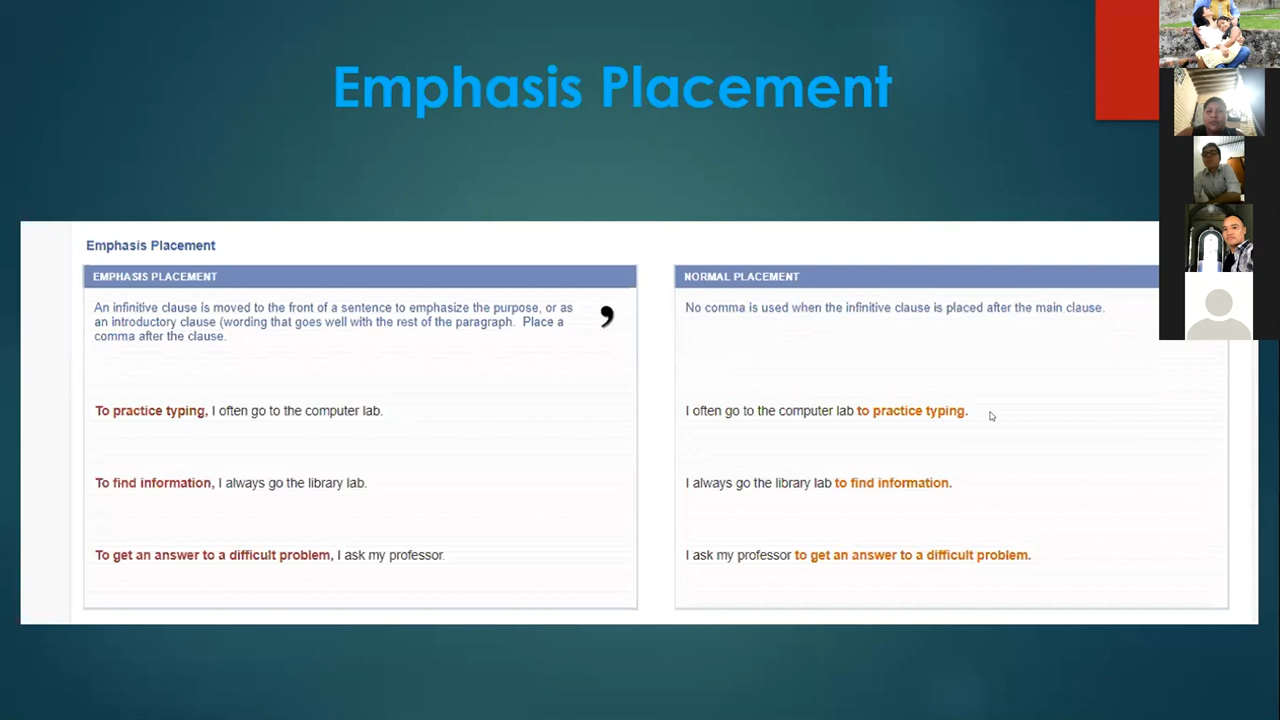 Emphasis Placement
Emphasis Placement
EMPHASIS PLACEMENT
An infinitive clause is moved to the front of a sentence to emphasize the purpose, or as
an introductory clause (wording that goes well with the rest of the paragraph. Place a
comma after the clause.
,
To practice typing, I often go to the computer lab.
To find information, I always go the library lab.
To get an answer to a difficult problem, I ask my professor.
NORMAL PLACEMENT
No comma is used when the infinitive clause is placed after the main clause.
I often go to the computer lab to practice typing.
I always go the library lab to find information.
I ask my professor to get an answer to a difficult problem.